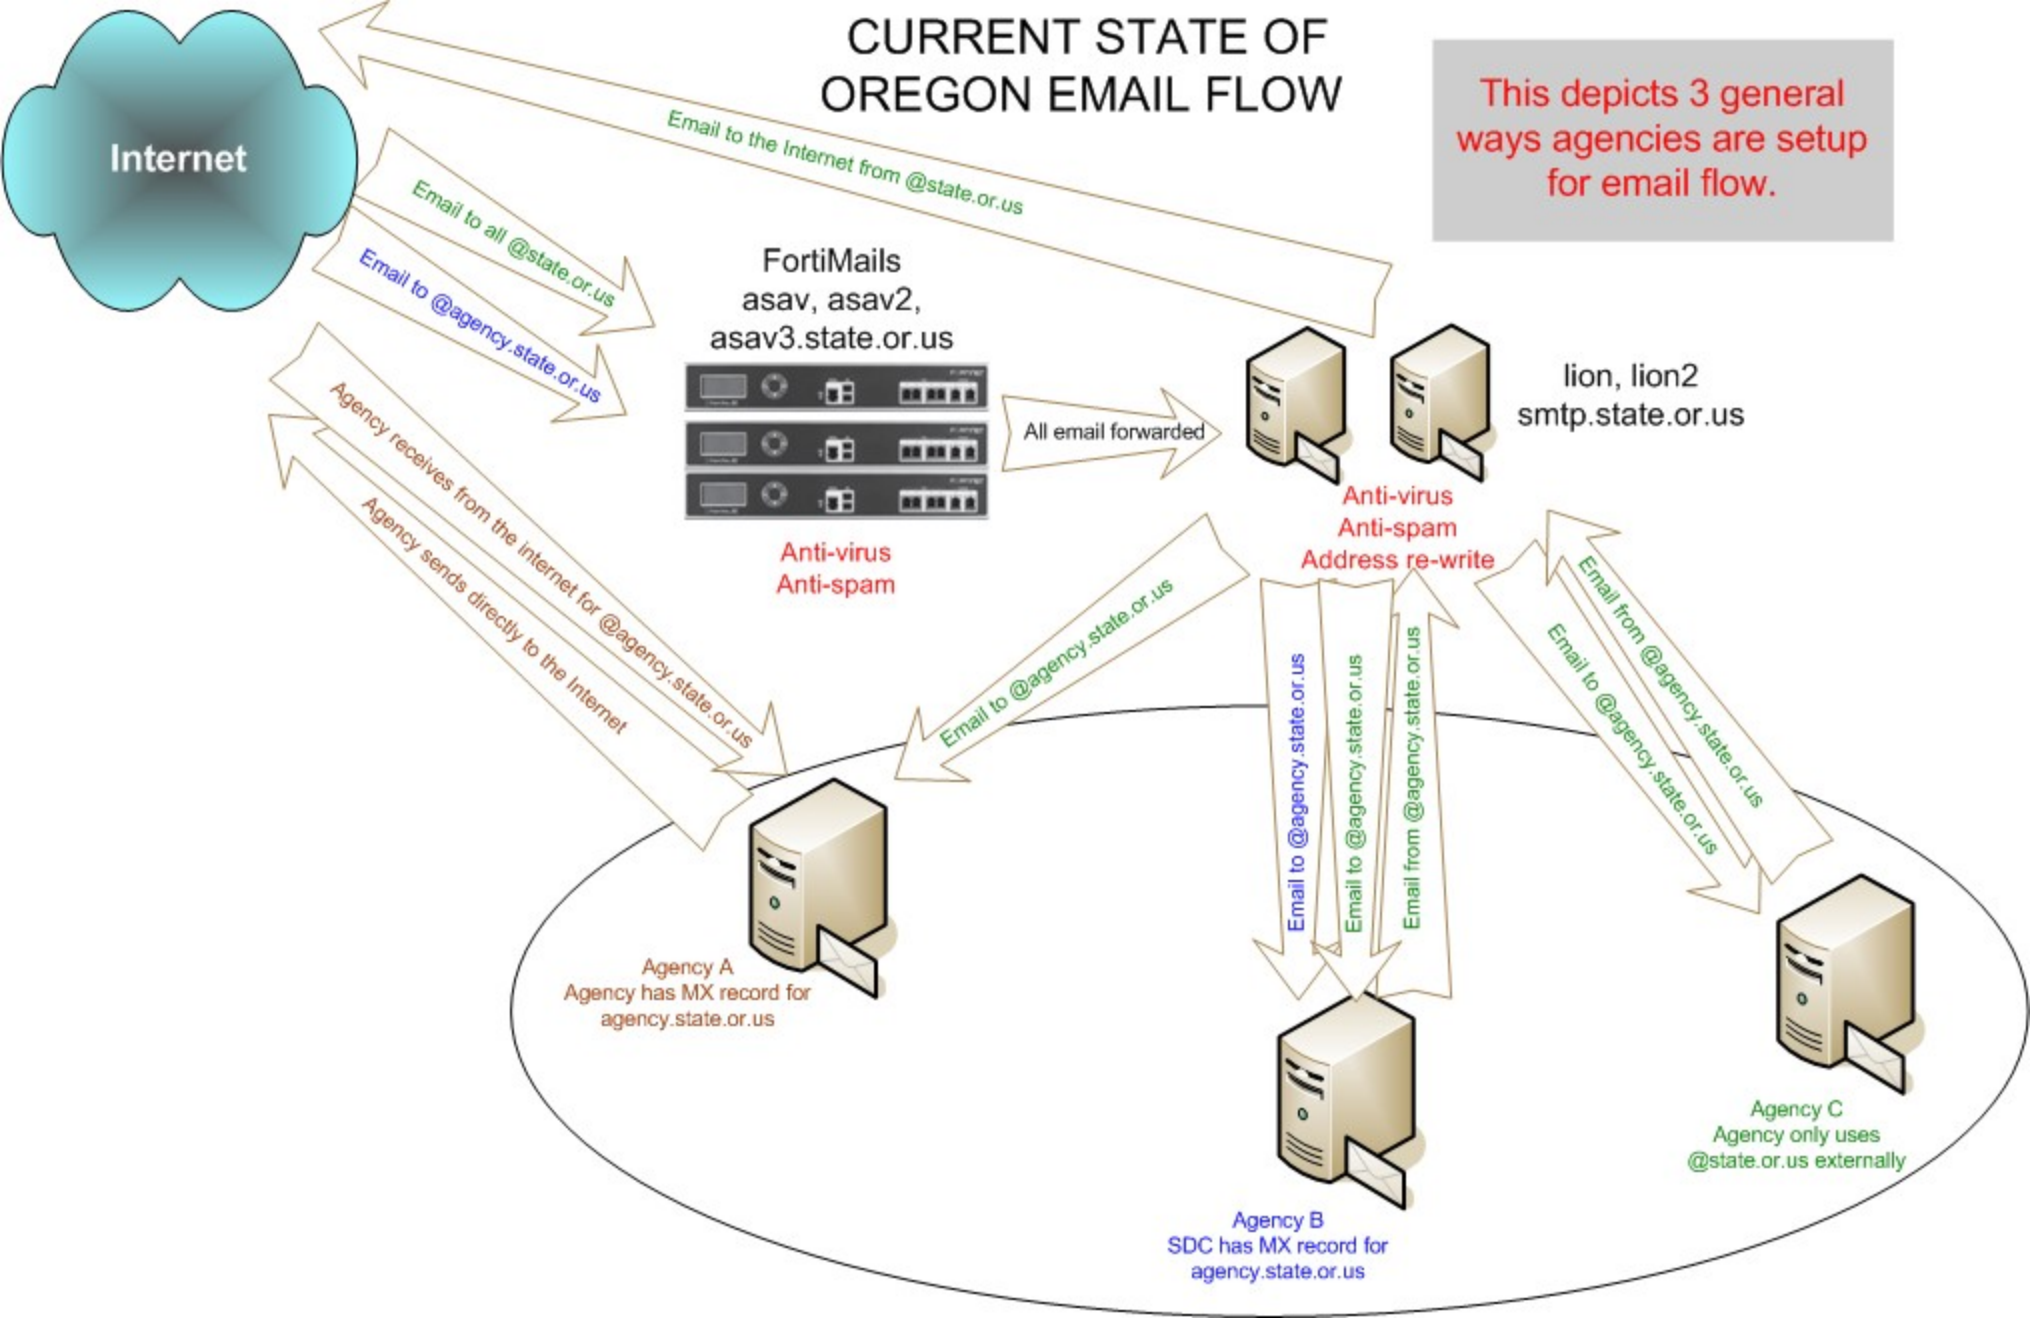 CURRENT STATE OF
OREGON EMAIL FLOW
This depicts 3 general
ways agencies are setup
for email flow.
Internet
Email to the Internet from @state.or.us
Email to all @state.or.us
Email to @agency.state.or.us
FortiMails
asav, asav2,
asav3.state.or.us
All email forwarded
lion, lion2
smtp.state.or.us
Anti-virus
Anti-spam
Anti-virus
Anti-spam
Address re-write
Agency receives from the internet for @agency.state.or.us
Agency sends directly to the Internet
Email to @agency.state.or.us
Email to @agency.state.or.us
Email to @agency.state.or.us
Email from @agency.state.or.us
Email to @agency.state.or.us
Email from @agency.state.or.us
Agency A
Agency has MX record for
agency.state.or.us
Agency B
SDC has MX record for
agency.state.or.us
Agency C
Agency only uses
@state.or.us externally